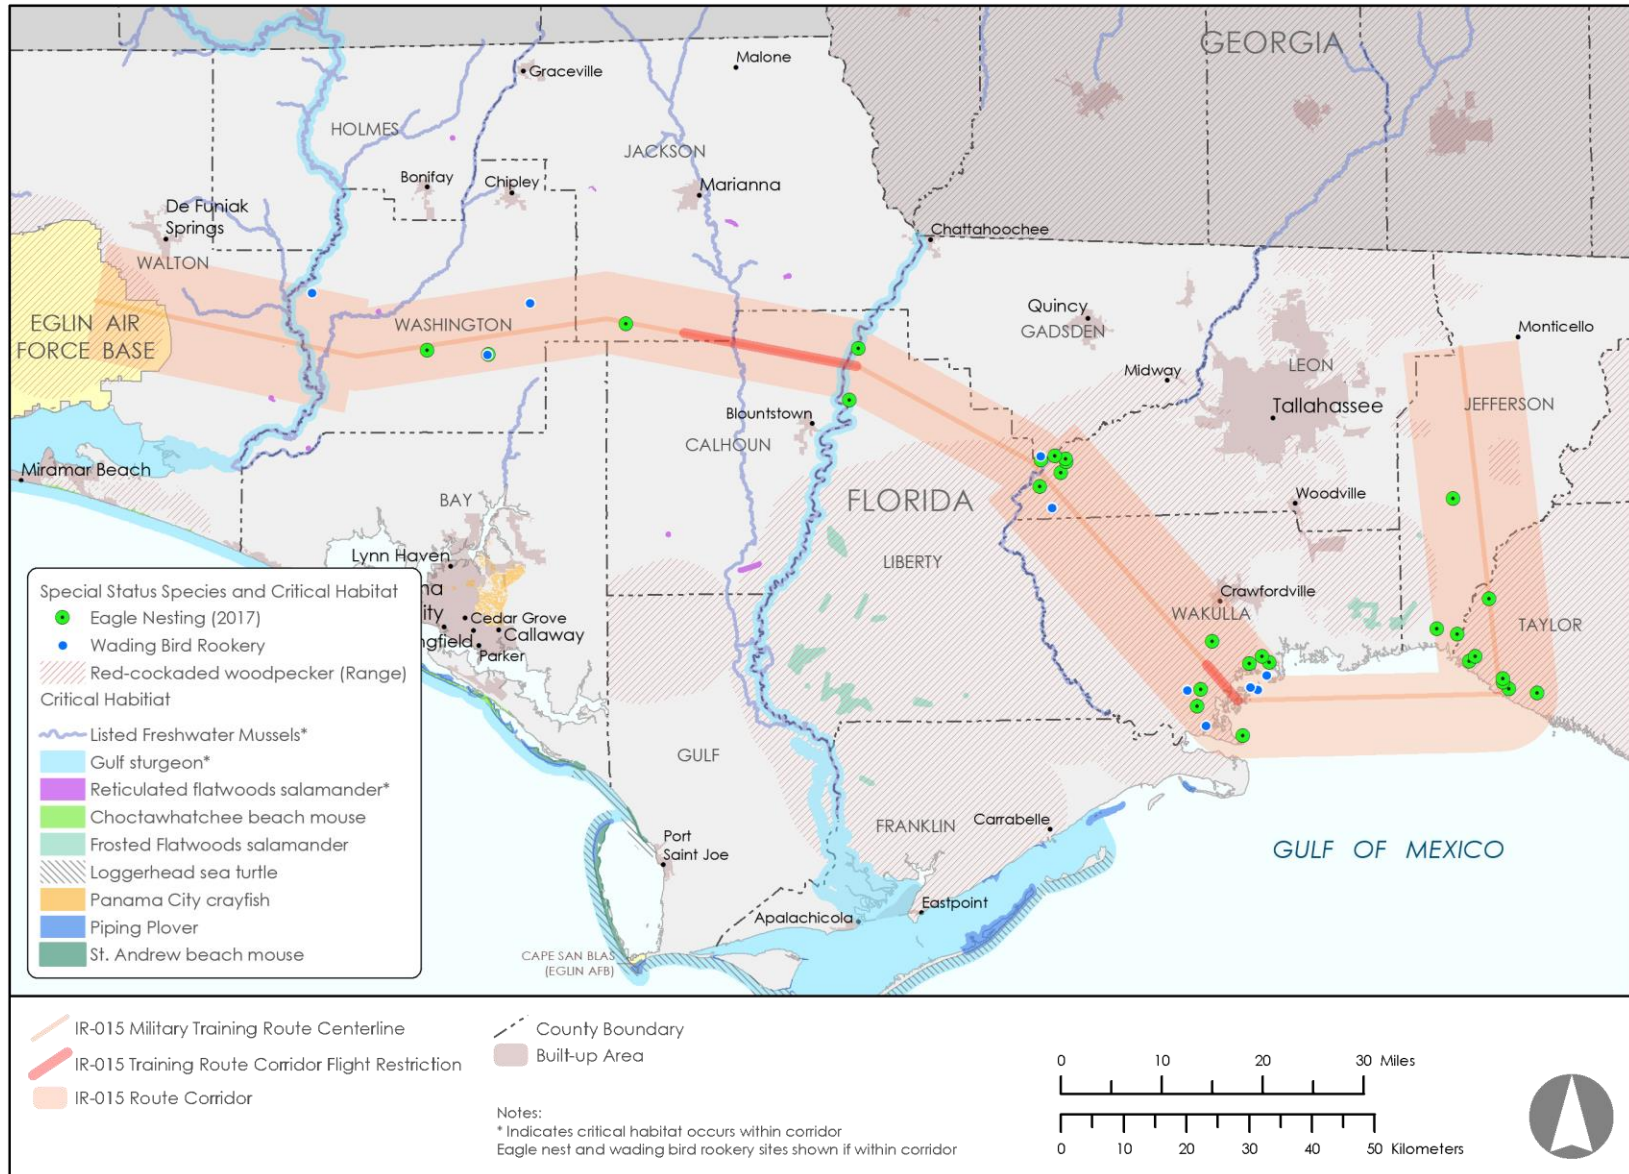 GEORGIA
Malone
Graceville
HOLMES
JACKSON
Bonifay
Chipley
Marianna
De Funiak
Springs
Chattahoochee
WALTON
EGLIN AIR
FORCE BASE
WASHINGTON
Quincy
GADSDEN
Monticello
LEON
Midway
JEFFERSON
Tallahassee
Blountstown
CALHOUN
Miramar Beach
BAY
FLORIDA
Woodville
Lynn Haven
LIBERTY
Crawfordville
WAKULLA
TAYLOR
na
ity
Cedar Grove
Callaway
ngfield
Parker
GULF
FRANKLIN
Carrabelle
Port
Saint Joe
GULF OF MEXICO
Eastpoint
Apalachicola
CAPE SAN BLAS
(EGLIN AFB)
Special Status Species and Critical Habitat
Eagle Nesting (2017)
Wading Bird Rookery
Red-cockaded woodpecker (Range)
Critical Habitiat
Listed Freshwater Mussels*
Gulf sturgeon*
Reticulated flatwoods salamander*
Choctawhatchee beach mouse
Frosted Flatwoods salamander
Loggerhead sea turtle
Panama City crayfish
Piping Plover
St. Andrew beach mouse
IR-015 Military Training Route Centerline
IR-015 Training Route Corridor Flight Restriction
IR-015 Route Corridor
County Boundary
Built-up Area
Notes:
* Indicates critical habitat occurs within corridor
Eagle nest and wading bird rookery sites shown if within corridor
0 10 20 30 Miles
0 10 20 30 40 50 Kilometers